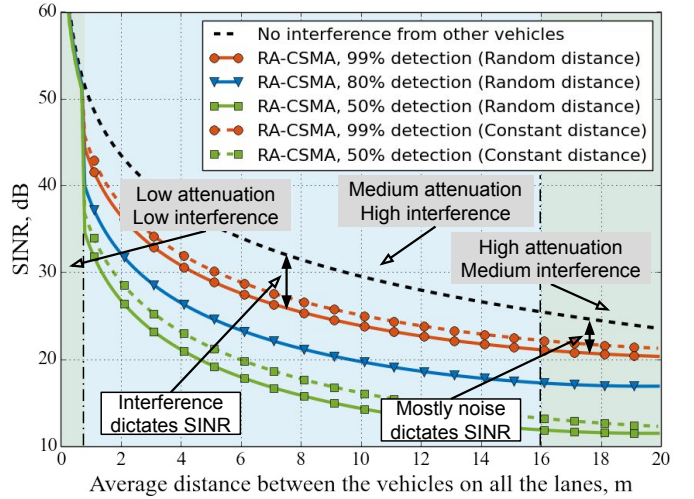 60
50
40
30
20
10
SINR, dB
No interference from other vehicles
RA-CSMA, 99% detection (Random distance)
RA-CSMA, 80% detection (Random distance)
RA-CSMA, 50% detection (Random distance)
RA-CSMA, 99% detection (Constant distance)
RA-CSMA, 50% detection (Constant distance)
Low attenuation
Low interference
Medium attenuation
High interference
High attenuation
Medium interference
Interference
dictates SINR
Mostly noise
dictates SINR
0 2 4 6 8 10 12 14 16 18 20
Average distance between the vehicles on all the lanes, m